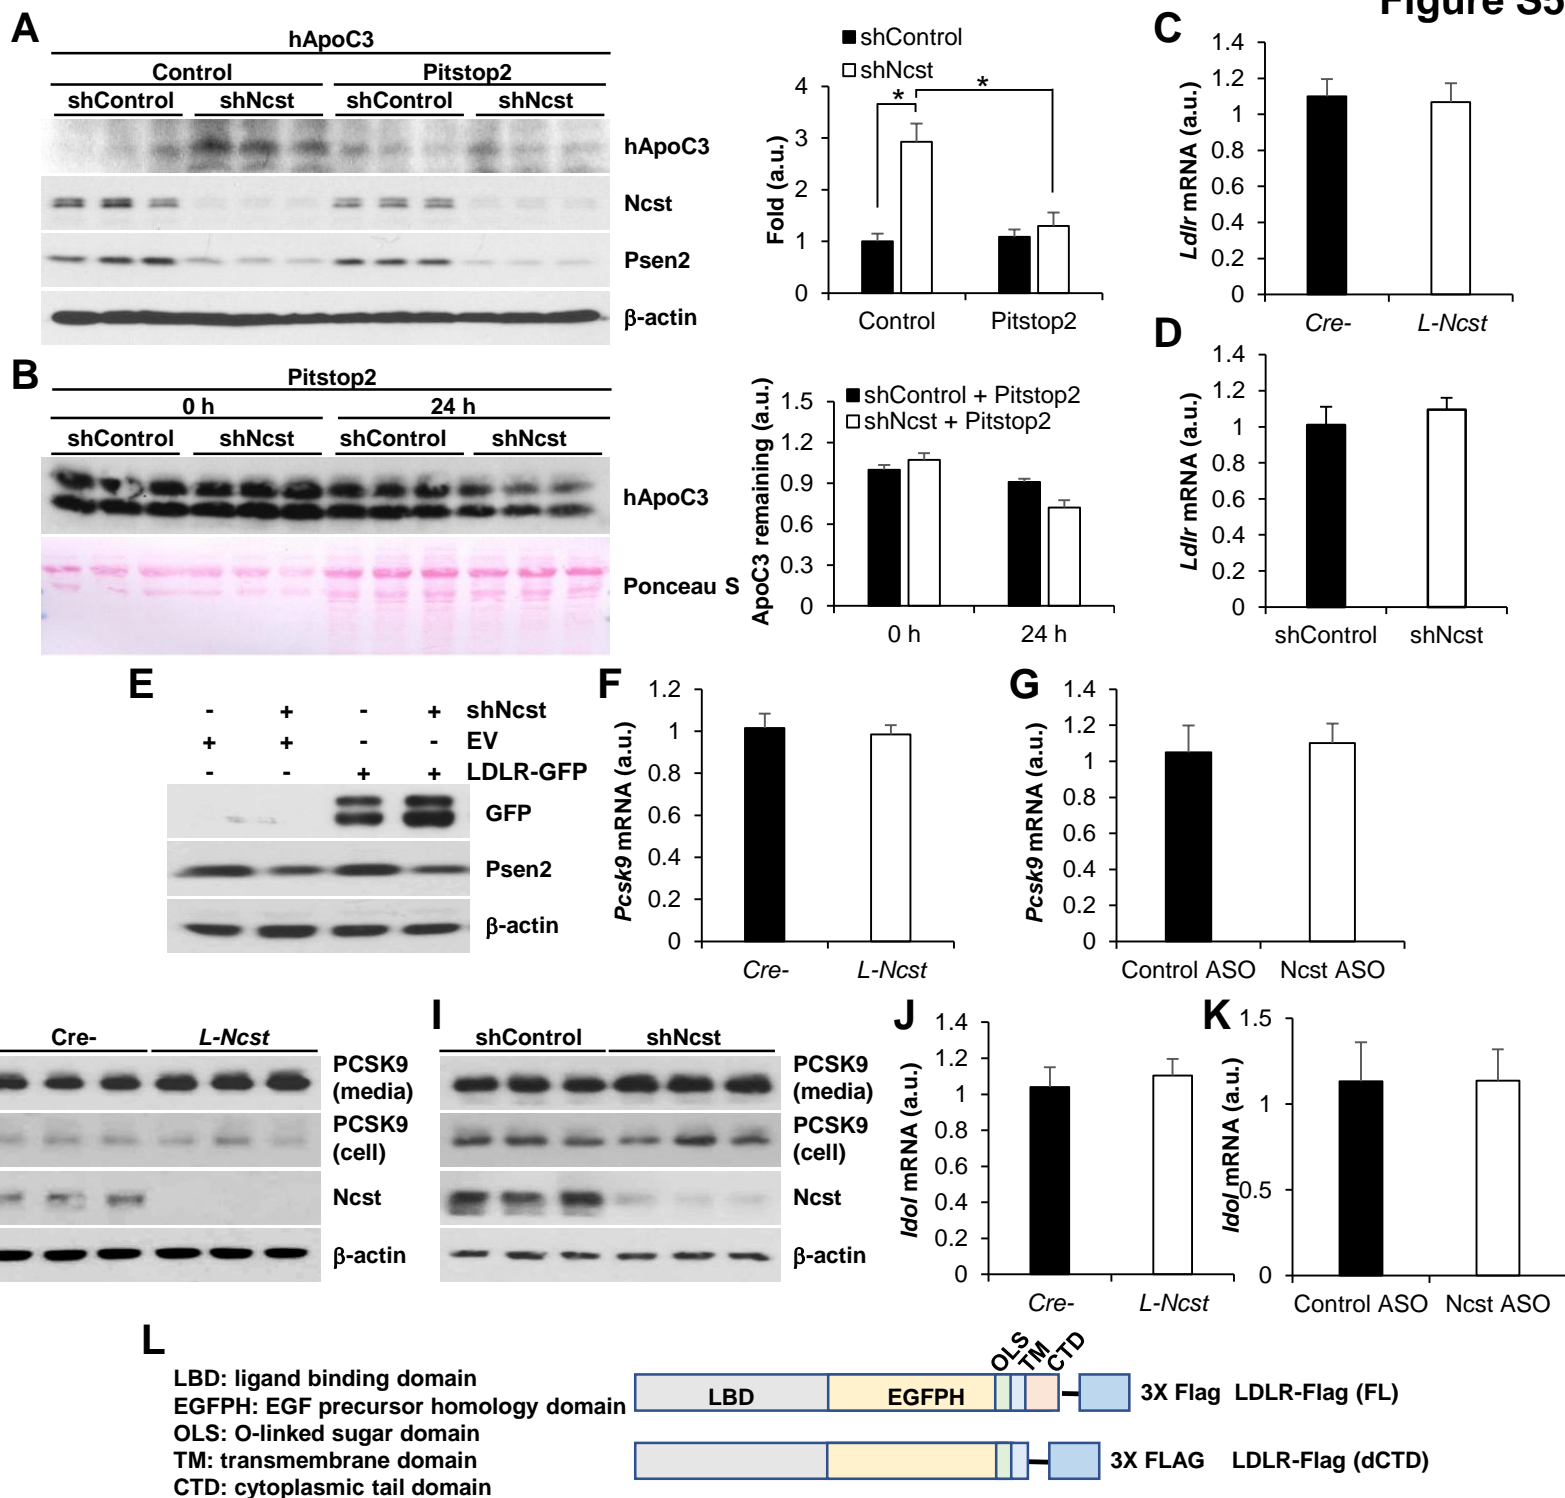 Figure S5
A
hApoC3
Control Pitstop2
shControl shNcst shControl shNcst
hApoC3
Ncst
Psen2
β-actin
shControl
shNcst
Fold (a.u.)
4
3
2
1
0
* *
Control Pitstop2
C
Ldlr mRNA (a.u.)
1.4
1.2
1
0.8
0.6
0.4
0.2
0
Cre- L-Ncst
B
Pitstop2
0 h 24 h
shControl shNcst shControl shNcst
hApoC3
Ponceau S
ApoC3 remaining (a.u.)
shControl + Pitstop2
shNcst + Pitstop2
1.5
1.2
0.9
0.6
0.3
0
0 h 24 h
D
Ldlr mRNA (a.u.)
1.4
1.2
1
0.8
0.6
0.4
0.2
0
shControl shNcst
E
- + - + shNcst
+ + - - EV
- - + + LDLR-GFP
GFP
Psen2
β-actin
F
Pcsk9 mRNA (a.u.)
1.2
1
0.8
0.6
0.4
0.2
0
Cre- L-Ncst
G
Pcsk9 mRNA (a.u.)
1.4
1.2
1
0.8
0.6
0.4
0.2
0
Control ASO Ncst ASO
Cre- L-Ncst
PCSK9
(media)
PCSK9
(cell)
Ncst
β-actin
I
shControl shNcst
PCSK9
(media)
PCSK9
(cell)
Ncst
β-actin
J
Idol mRNA (a.u.)
1.4
1.2
1
0.8
0.6
0.4
0.2
0
Cre- L-Ncst
K
Idol mRNA (a.u.)
1.5
1
0.5
0
Control ASO Ncst ASO
L
LBD: ligand binding domain
EGFPH: EGF precursor homology domain
OLS: O-linked sugar domain
TM: transmembrane domain
CTD: cytoplasmic tail domain
OLS TM CTD
LBD EGFPH 3X Flag LDLR-Flag (FL)
3X FLAG LDLR-Flag (dCTD)